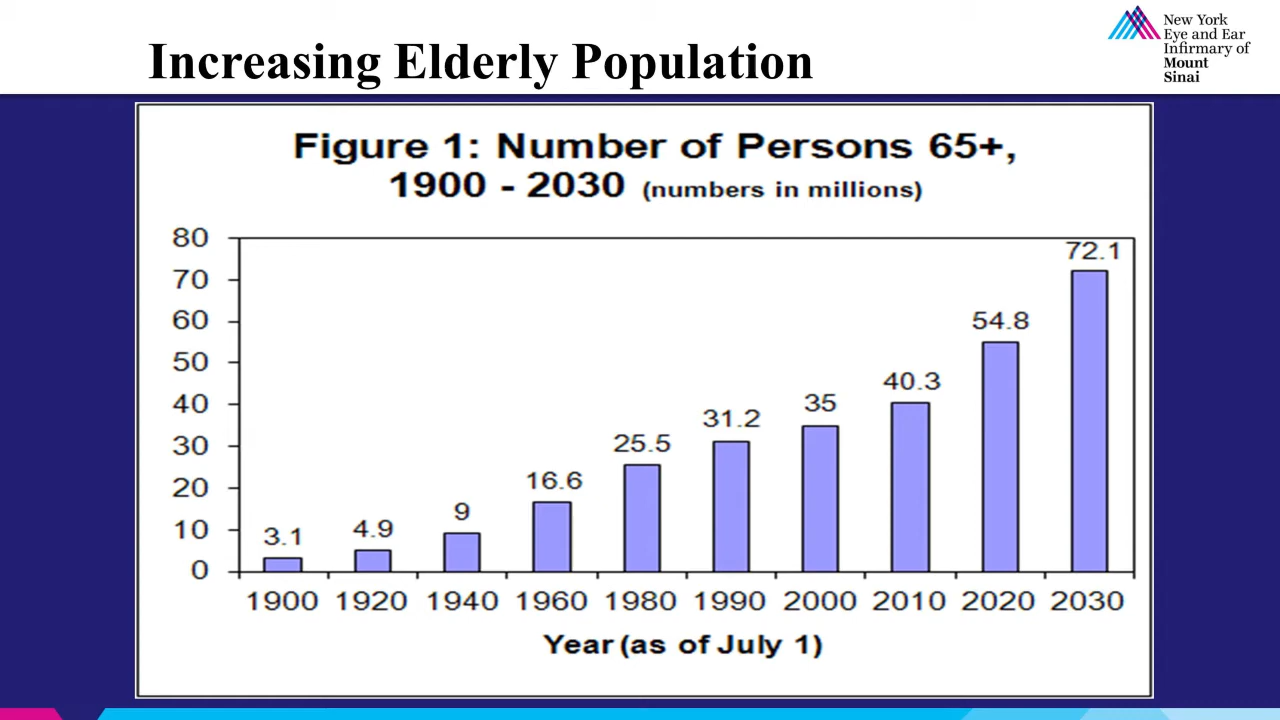 Increasing Elderly Population
New York
Eye and Ear
Infirmary of
Mount
Sinai
Figure 1: Number of Persons 65+,
1900 - 2030 (numbers in millions)
80
70
60
50
40
30
20
10
0
3.1
4.9
9
16.6
25.5
31.2
35
40.3
54.8
72.1
1900 1920 1940 1960 1980 1990 2000 2010 2020 2030
Year (as of July 1)